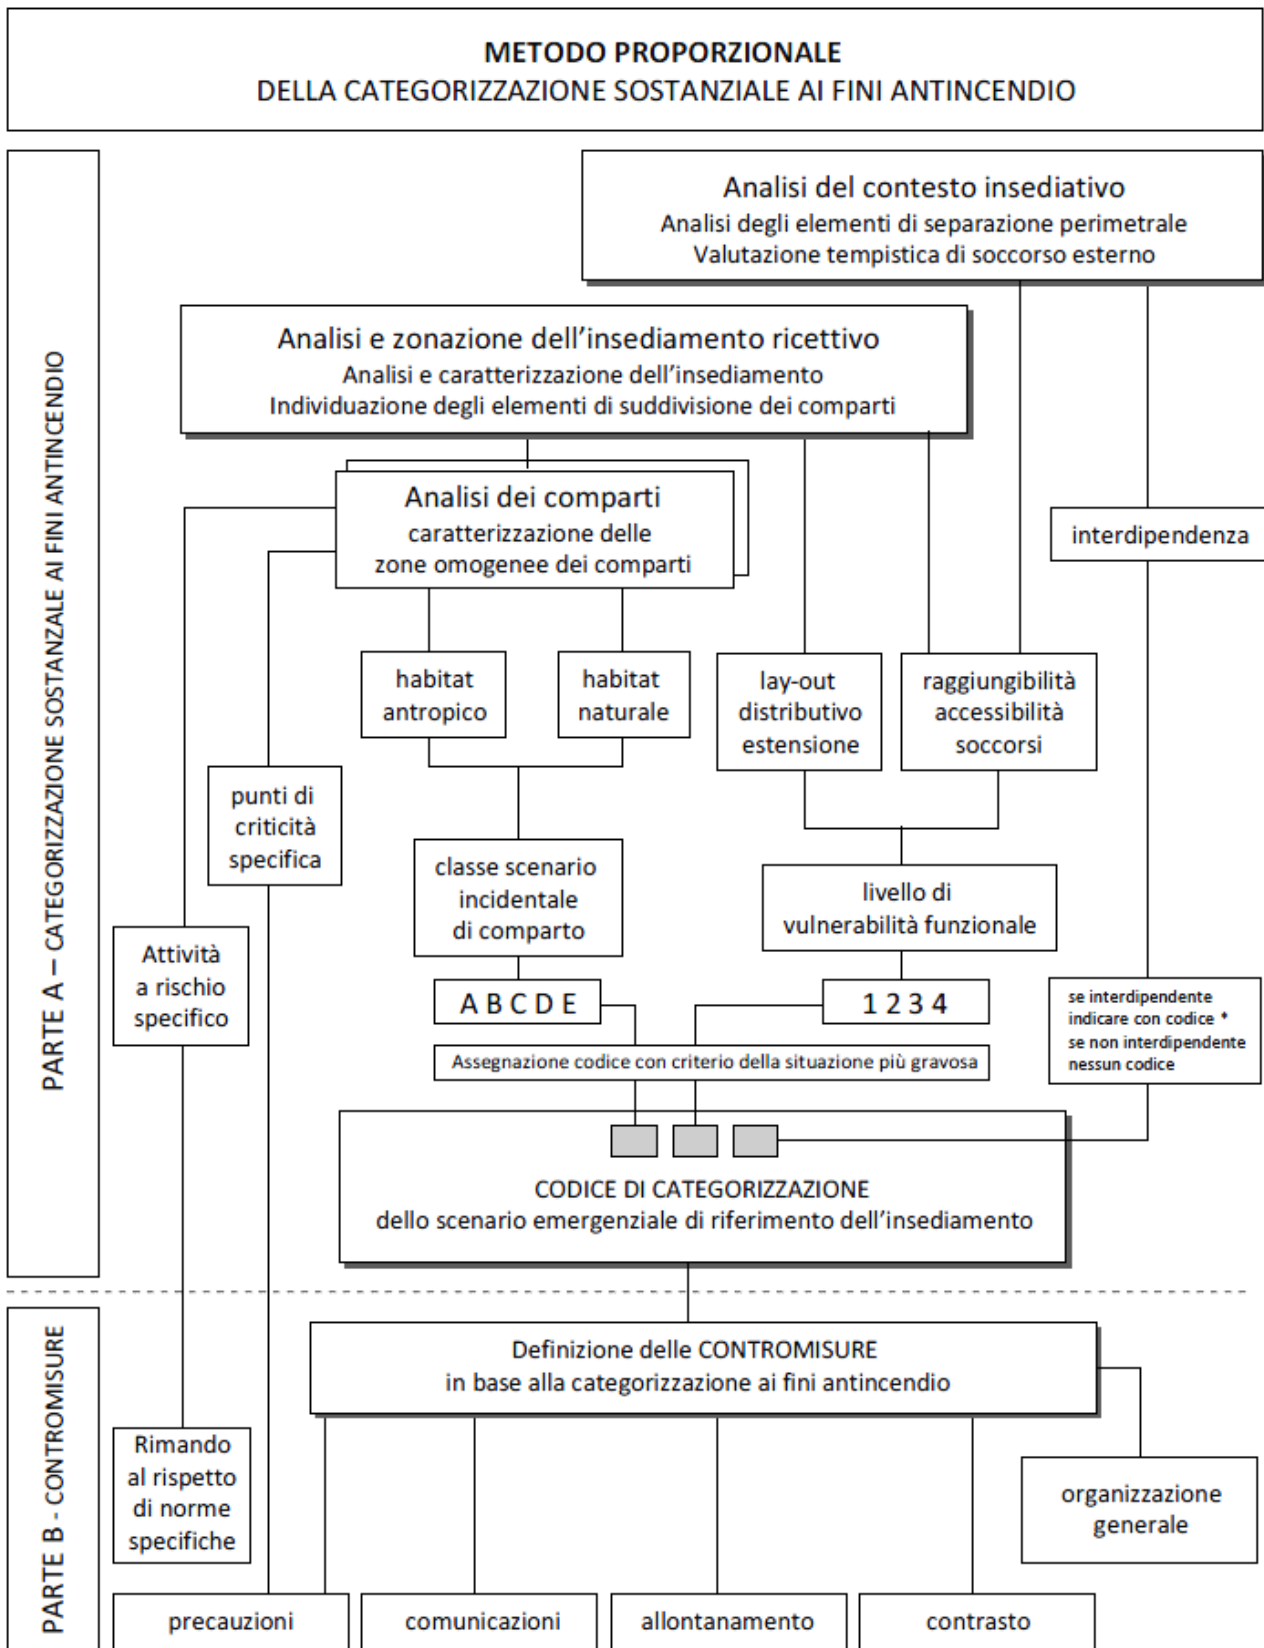 METODO PROPORZIONALE
DELLA CATEGORIZZAZIONE SOSTANZIALE AI FINI ANTINCENDIO
PARTE A – CATEGORIZZAZIONE SOSTANZALE AI FINI ANTINCENDIO
Analisi del contesto insediativo
Analisi degli elementi di separazione perimetrale
Valutazione tempistica di soccorso esterno
Analisi e zonazione dell'insediamento ricettivo
Analisi e caratterizzazione dell'insediamento
Individuazione degli elementi di suddivisione dei comparti
Analisi dei comparti
caratterizzazione delle
zone omogenee dei comparti
interdipendenza
habitat
antropico
habitat
naturale
lay-out
distributivo
estensione
raggiungibilità
accessibilità
soccorsi
punti di
criticità
specifica
classe scenario
incidentale
di comparto
livello di
vulnerabilità funzionale
Attività
a rischio
specifico
A B C D E
1 2 3 4
se interdipendente
indicare con codice *
se non interdipendente
nessun codice
Assegnazione codice con criterio della situazione più gravosa
CODICE DI CATEGORIZZAZIONE
dello scenario emergenziale di riferimento dell'insediamento
PARTE B - CONTROMISURE
Definizione delle CONTROMISURE
in base alla categorizzazione ai fini antincendio
Rimando
al rispetto
di norme
specifiche
organizzazione
generale
precauzioni
comunicazioni
allontanamento
contrasto